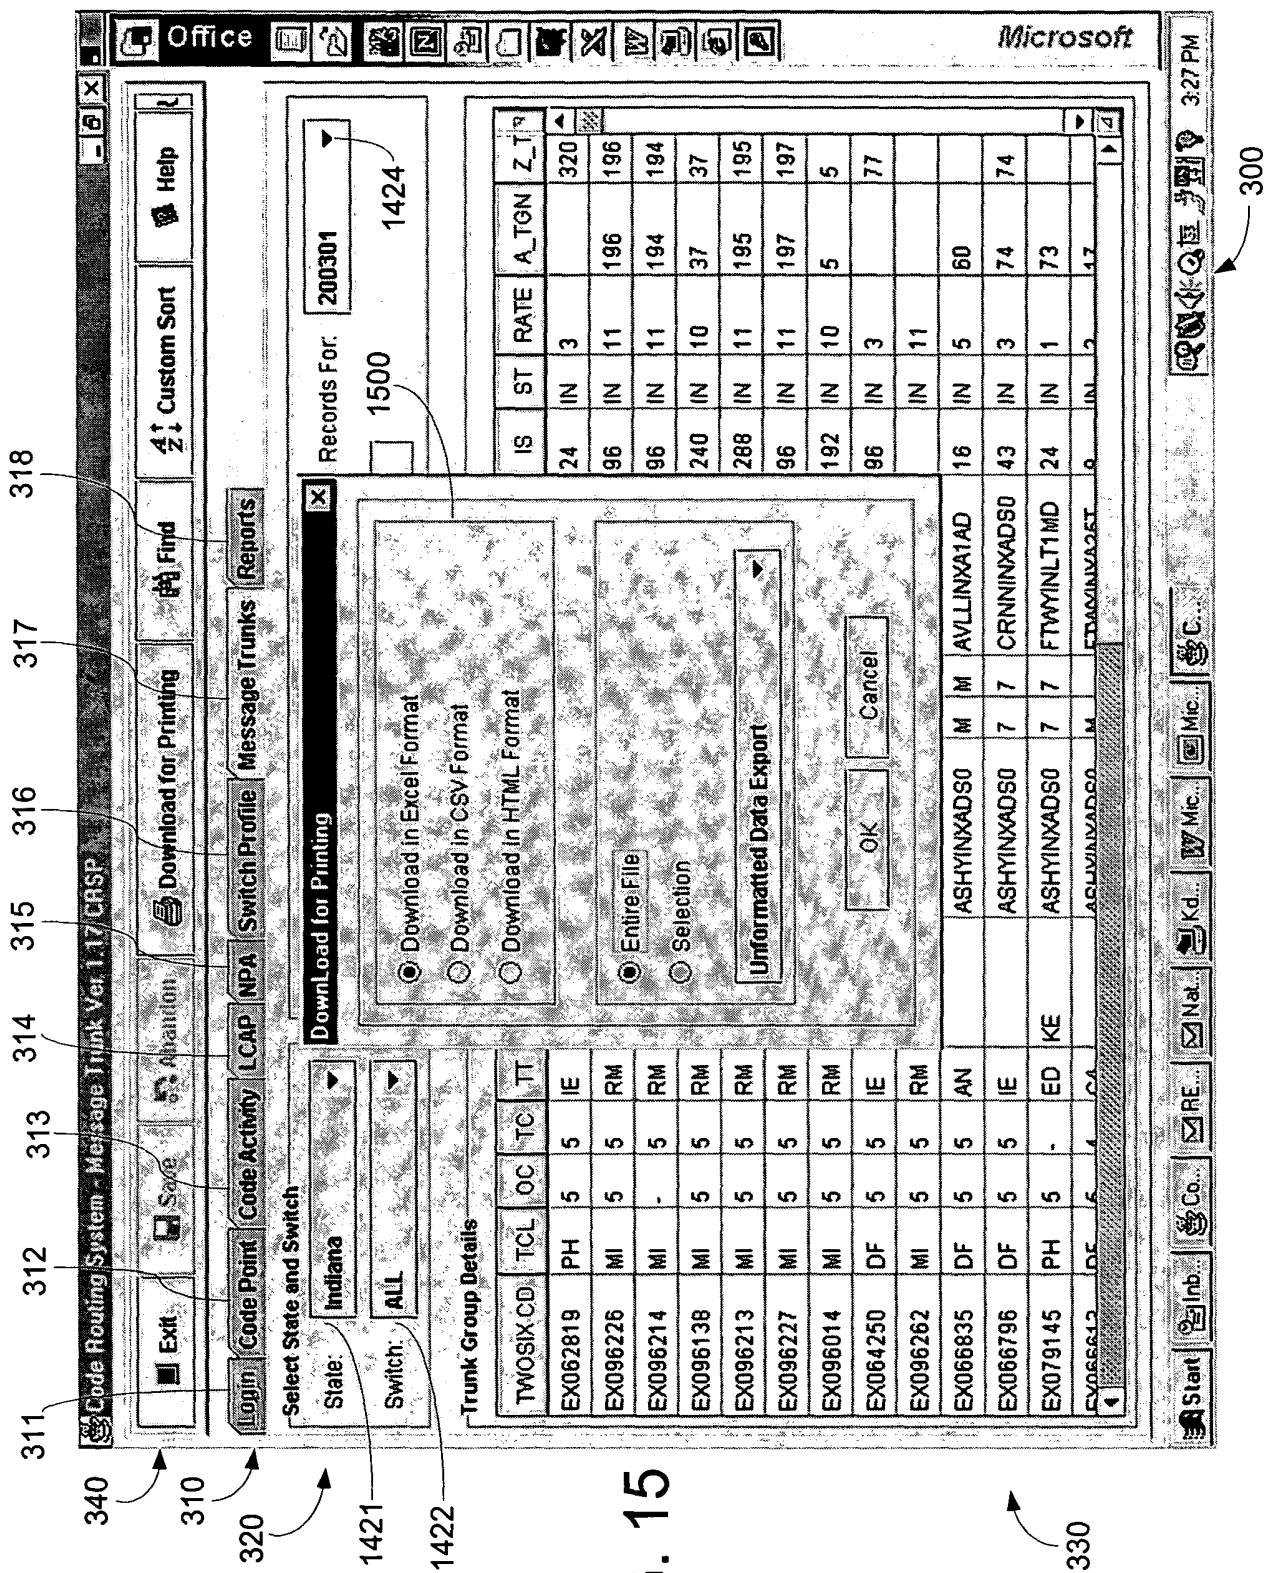 Code Routing System - Message Trunk Ver 1.17/CRSP
Office
Microsoft
Exit
Save
Abandon
Download for Printing
Find
Custom Sort
Help
Login
Code Point
Code Activity
LCAP
NPA
Switch Profile
Message Trunks
Reports
Select State and Switch
State: Indiana
Switch: ALL
Records For: 200301
DownLoad for Printing
Download in Excel Format
Download in CSV Format
Download in HTML Format
Entire File
Selection
Unformatted Data Export
OK
Cancel
Trunk Group Details
TWOSIX CD TCL OC TC TT IS ST RATE A_TGN Z_T
EX062819 PH 5 5 IE 24 IN 3 320
EX096226 MI 5 5 RM 96 IN 11 196 196
EX096214 MI - 5 RM 96 IN 11 194 194
EX096138 MI 5 5 RM 240 IN 10 37 37
EX096213 MI 5 5 RM 288 IN 11 195 195
EX096227 MI 5 5 RM 96 IN 11 197 197
EX096014 MI 5 5 RM 192 IN 10 5 5
EX064250 DF 5 5 IE 96 IN 3 77
EX096262 MI 5 5 RM IN 11
EX066835 DF 5 5 AN ASHYINXADS0 M M AVLLINXA1AD 16 IN 5 60
EX066796 DF 5 5 IE ASHYINXADS0 7 7 CRNNINXADS0 43 IN 3 74 74
EX079145 PH 5 - ED KE ASHYINXADS0 7 7 FTWYINLT1MD 24 IN 1 73
Start
Inb...
Co...
RE...
Nat...
Kd...
Mic...
Mic...
C...
3:27 PM
311
312
313
314
315
316
317
318
340
310
320
1421
1422
1424
1500
330
300
15